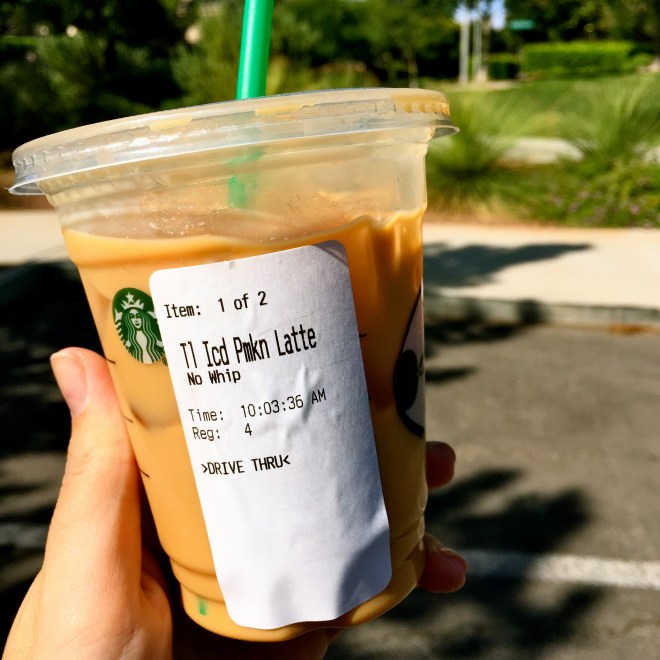 Item: 1 of 2
Tl Icd Pmkn Latte
No Whip
Time: 10:03:36 AM
Reg: 4
>DRIVE THRU<